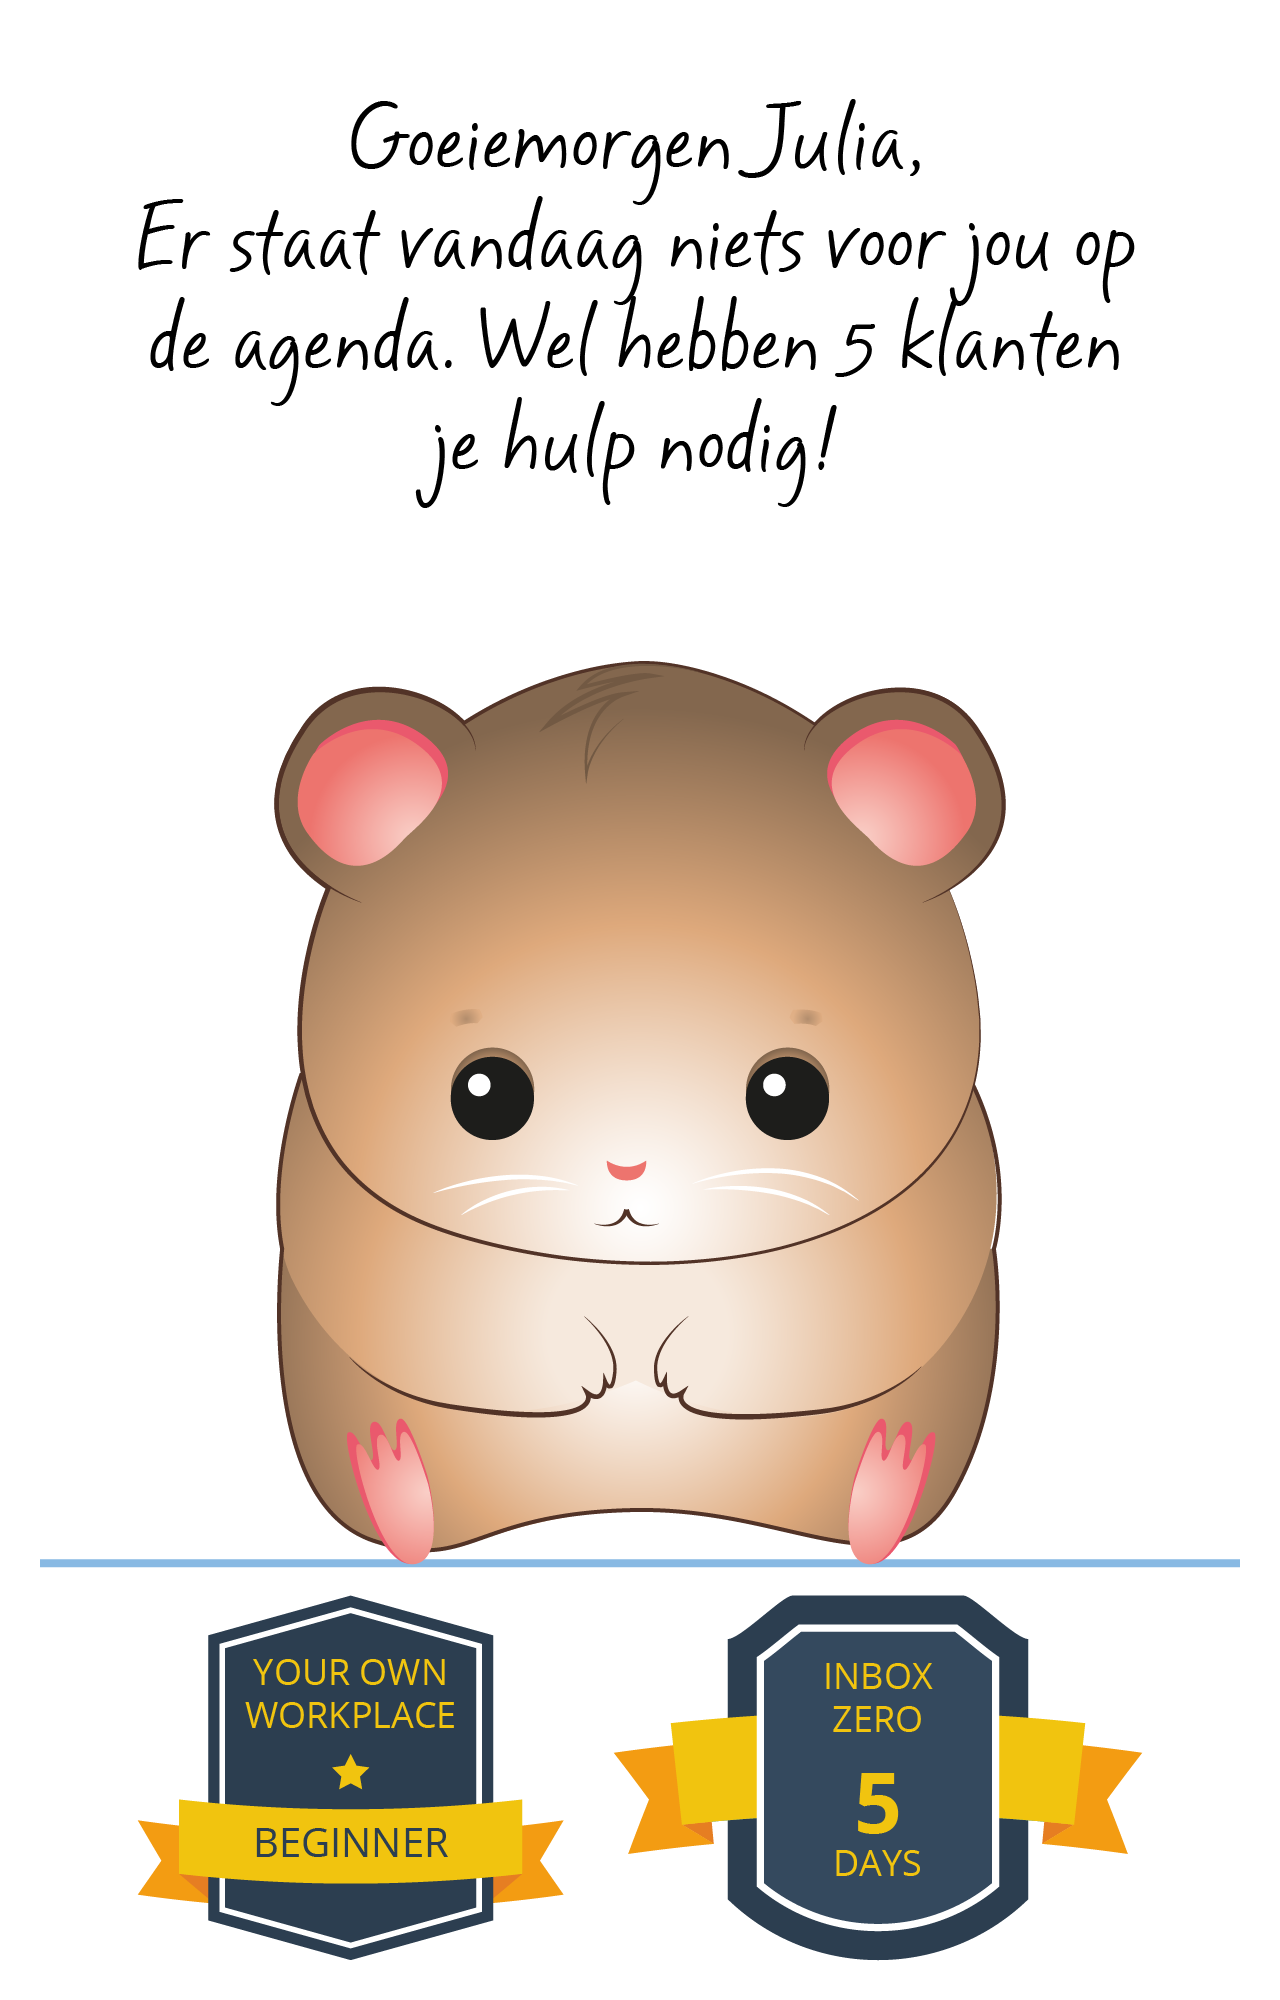 Goeiemorgen Julia,
Er staat vandaag niets voor jou op
de agenda. Wel hebben 5 klanten
je hulp nodig!
YOUR OWN
WORKPLACE
BEGINNER
INBOX
ZERO
5
DAYS